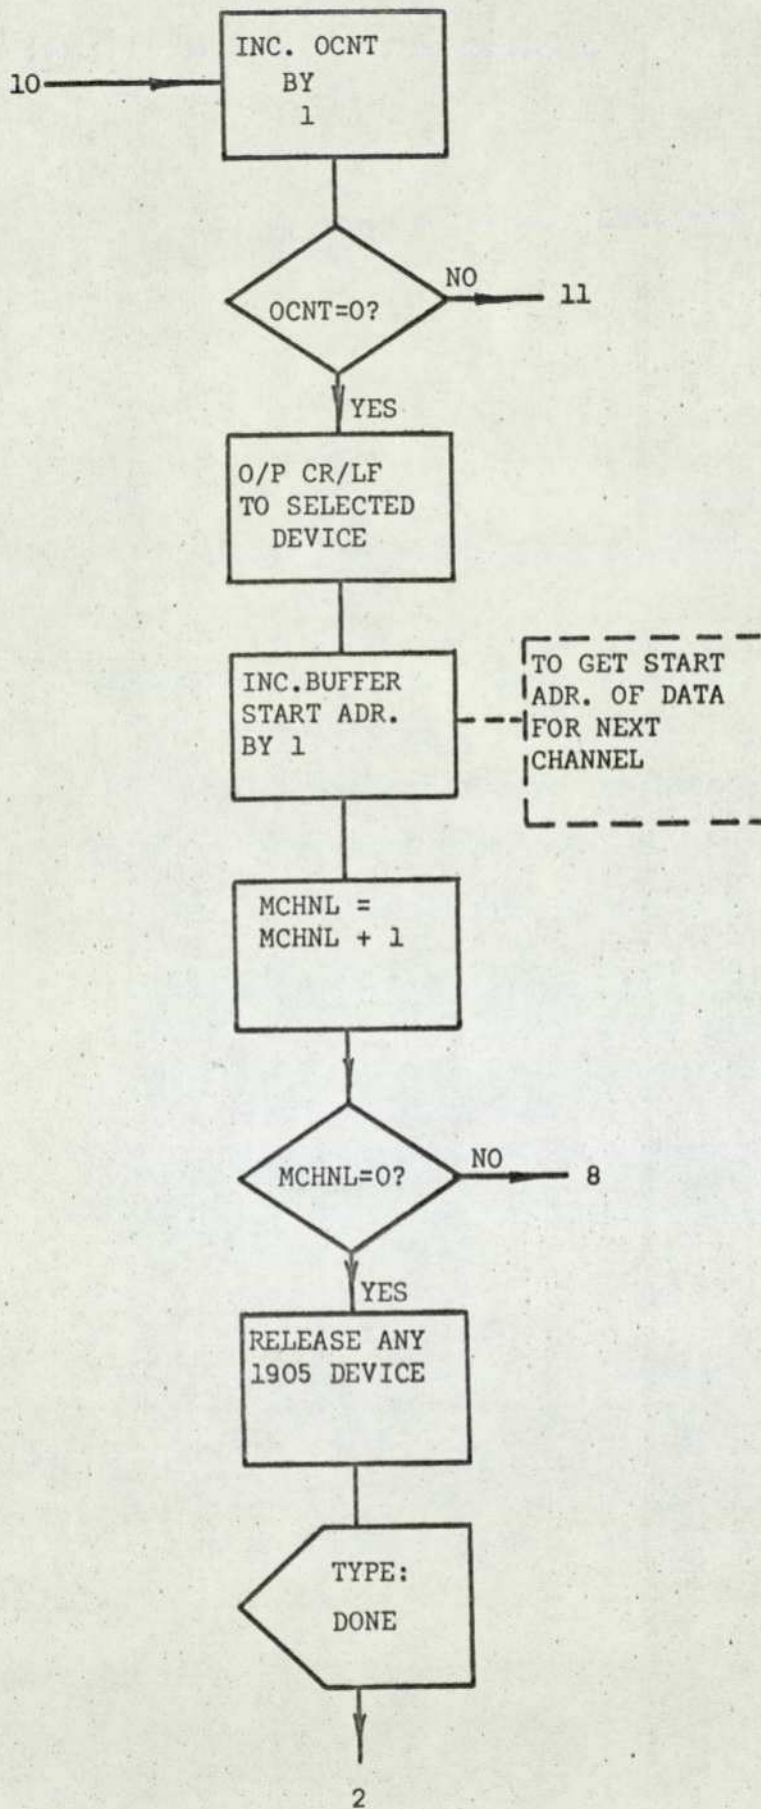 INC. OCNT
BY
1
10
OCNT=0?
NO
11
YES
O/P CR/LF
TO SELECTED
DEVICE
INC.BUFFER
START ADR.
BY 1
TO GET START
ADR. OF DATA
FOR NEXT
CHANNEL
MCHNL =
MCHNL + 1
MCHNL=0?
NO
8
YES
RELEASE ANY
1905 DEVICE
TYPE:
DONE
2